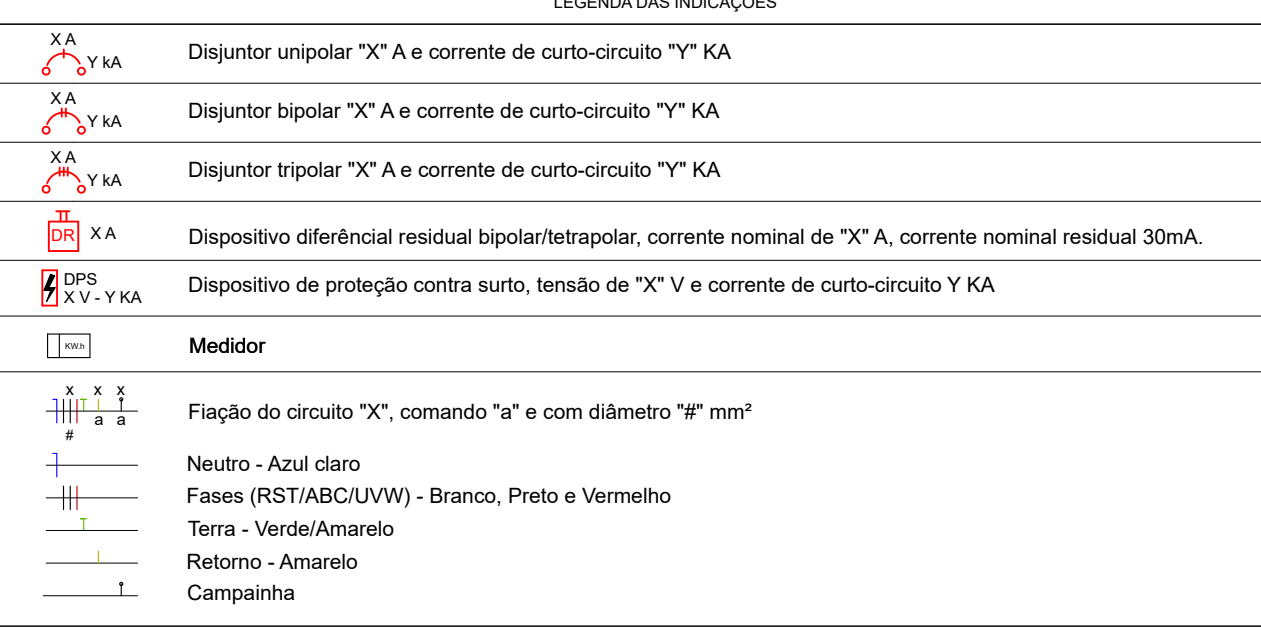 LEGENDA DAS INDICAÇÕES
X A
Y kA
Disjuntor unipolar "X" A e corrente de curto-circuito "Y" KA
X A
Y kA
Disjuntor bipolar "X" A e corrente de curto-circuito "Y" KA
X A
Y kA
Disjuntor tripolar "X" A e corrente de curto-circuito "Y" KA
DR X A
Dispositivo diferêncial residual bipolar/tetrapolar, corrente nominal de "X" A, corrente nominal residual 30mA.
DPS
X V - Y KA
Dispositivo de proteção contra surto, tensão de "X" V e corrente de curto-circuito Y KA
KW.h
Medidor
x x x
a a
#
Fiação do circuito "X", comando "a" e com diâmetro "#" mm²
Neutro - Azul claro
Fases (RST/ABC/UVW) - Branco, Preto e Vermelho
Terra - Verde/Amarelo
Retorno - Amarelo
Campainha